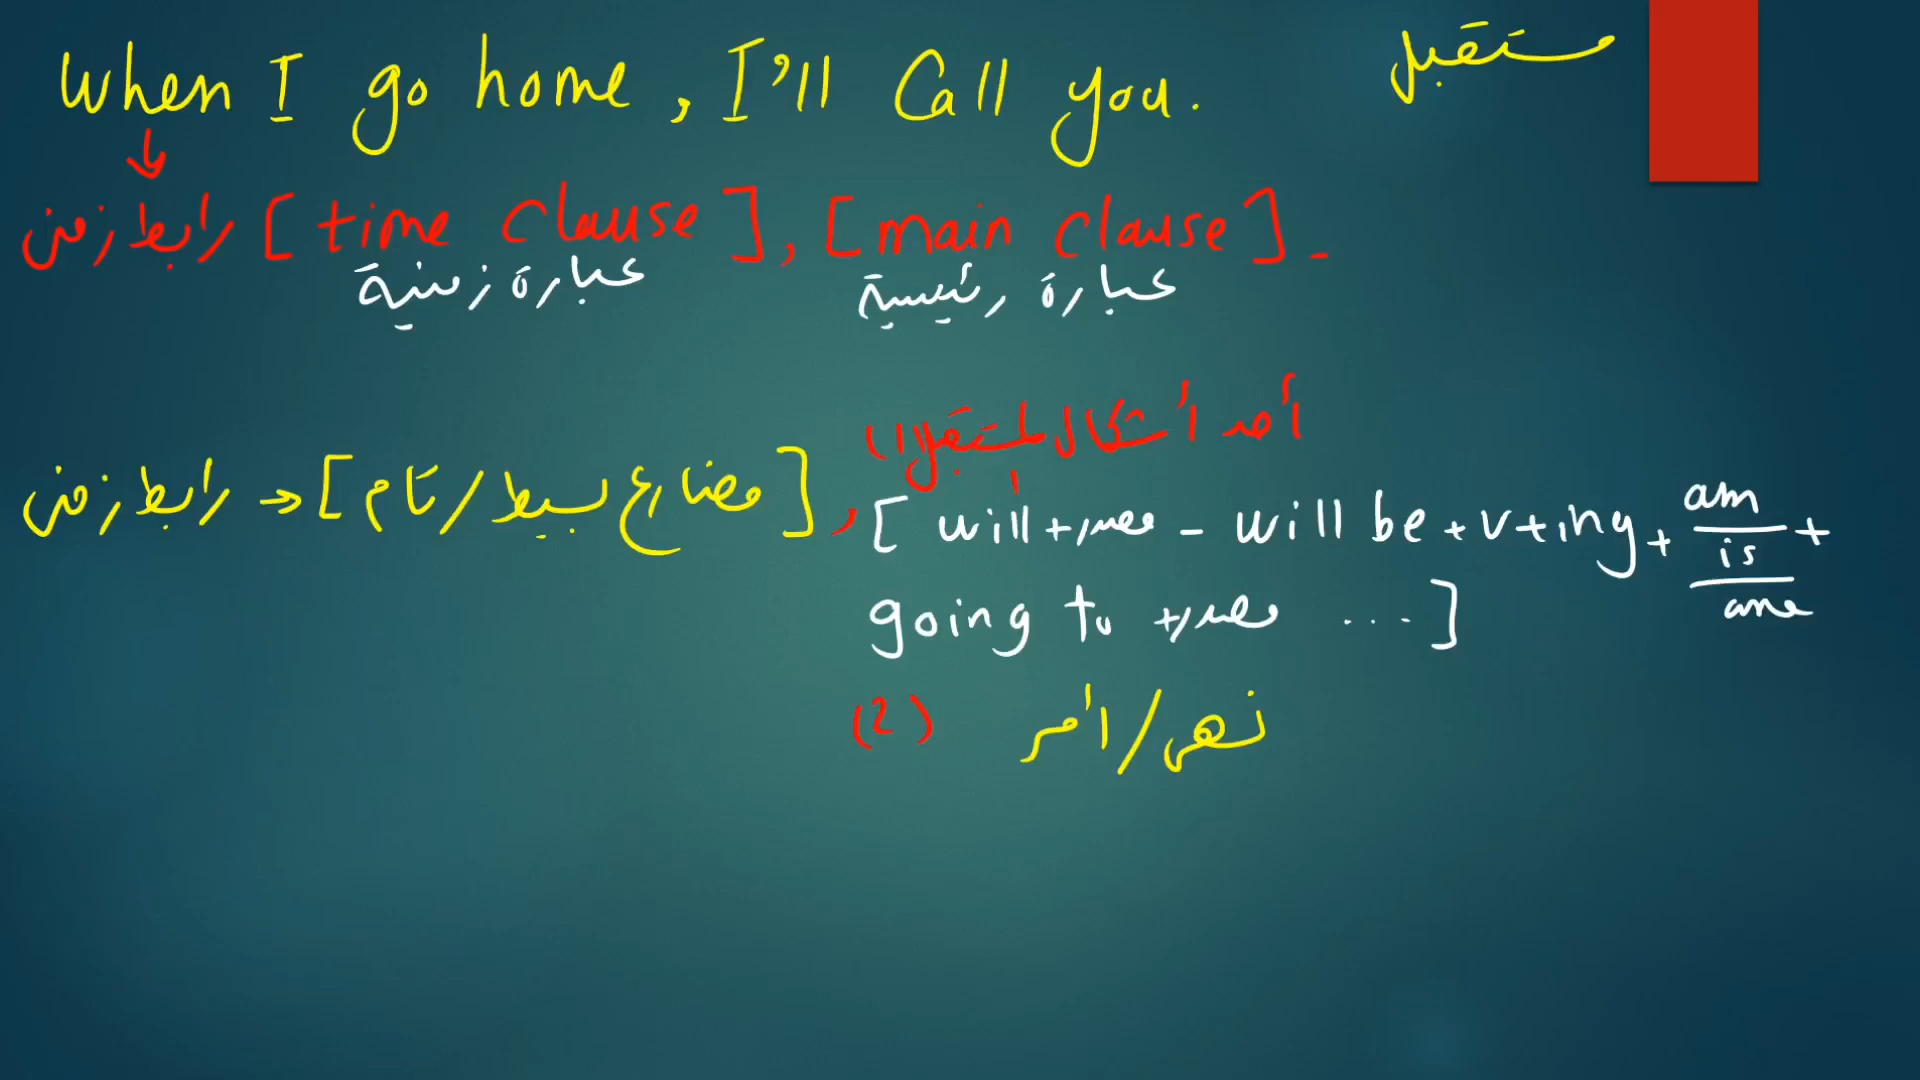 When I go home, I'll Call you.
مستقبل
رابط زمني [time clause], [main clause].
عبارة زمنية
عبارة رئيسية
(1) أحد أشكال المستقبل
رابط زمني → [مضارع بسيط / تام],
[will + مصدر - will be + v + ing + am/is/are +
going to + مصدر ...]
(2) نهي / أمر